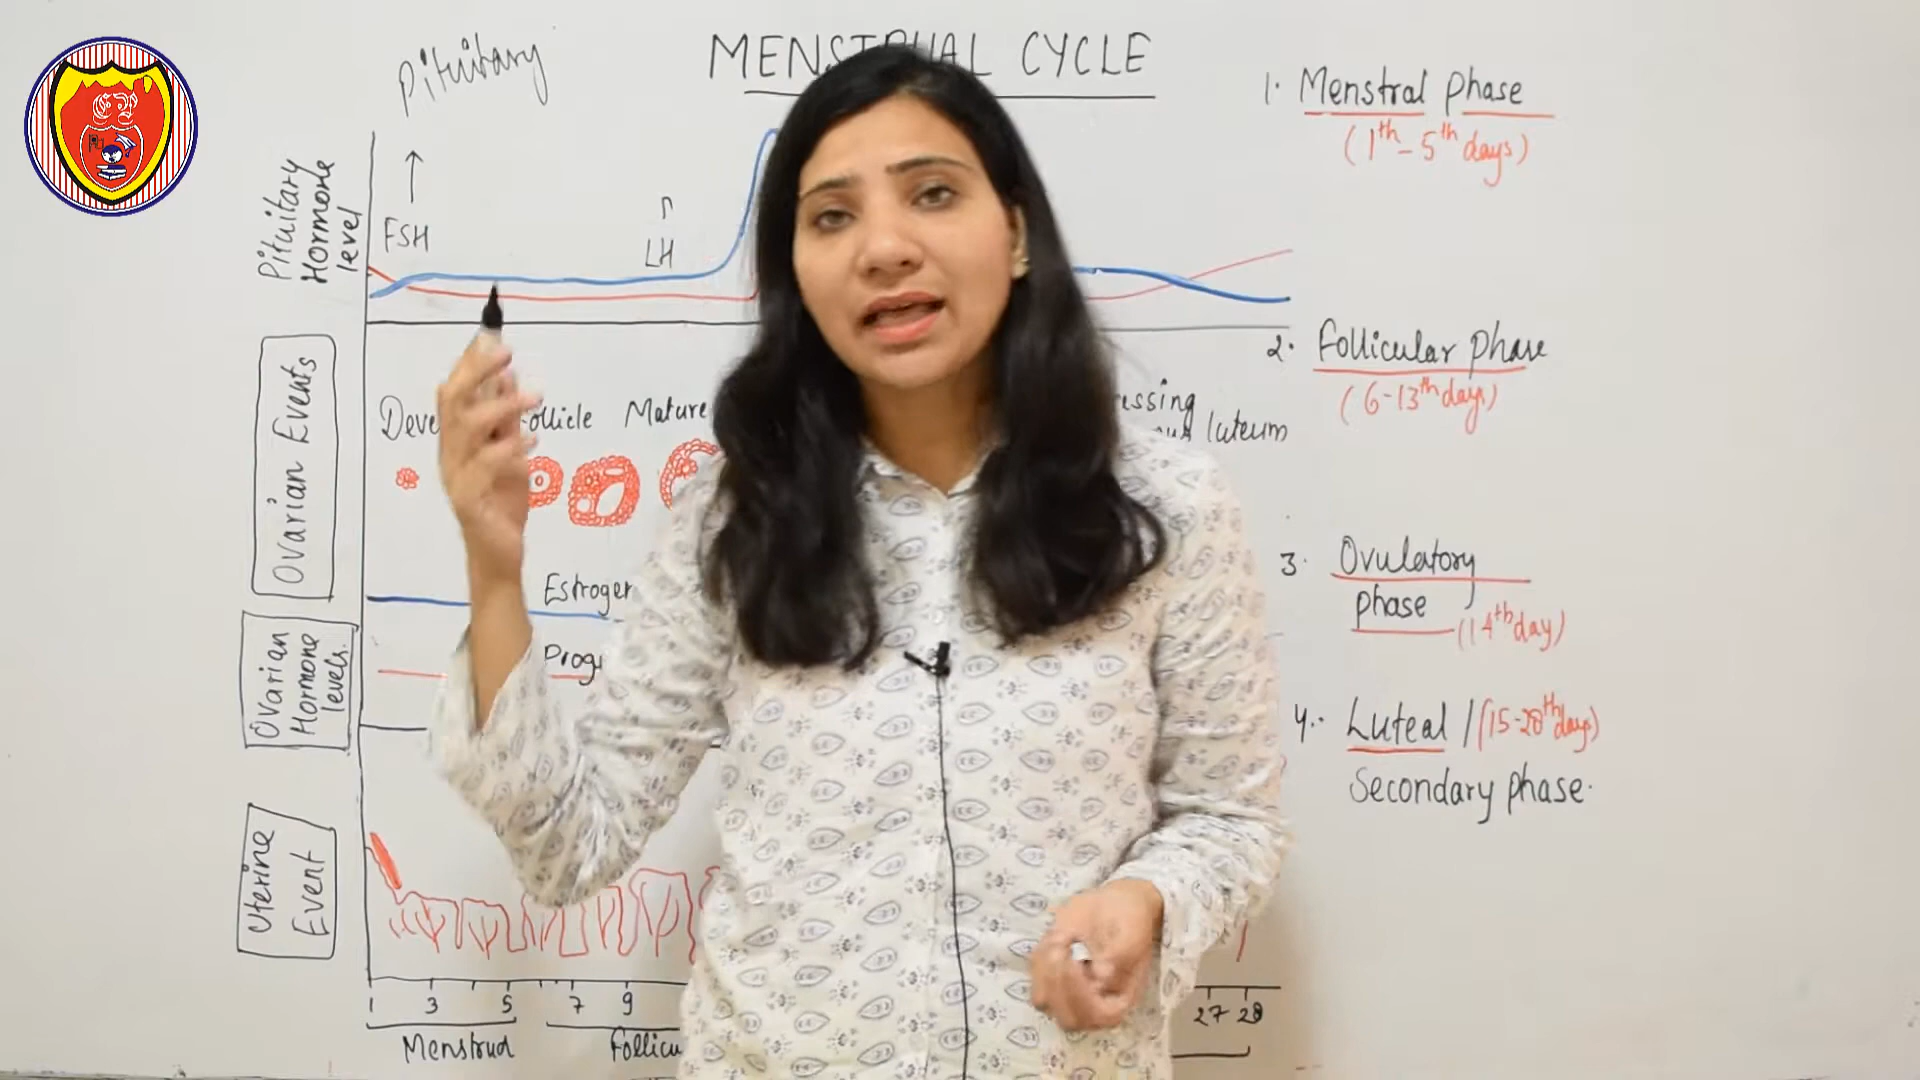 Pituitary
MENSTRUAL CYCLE
Pituitary
Hormone
level
FSH
LH
Ovarian Events
Follicle Mature
luteum
Estrogen
Ovarian
Hormone
levels.
Uterine
Event
1 3 5 7 9 27 28
Menstrual
1. Menstral phase
(1th - 5th days)
2. Follicular phase
(6-13th days)
3. Ovulatory
phase (14th day)
4. Luteal / (15-28th days)
Secondary phase.